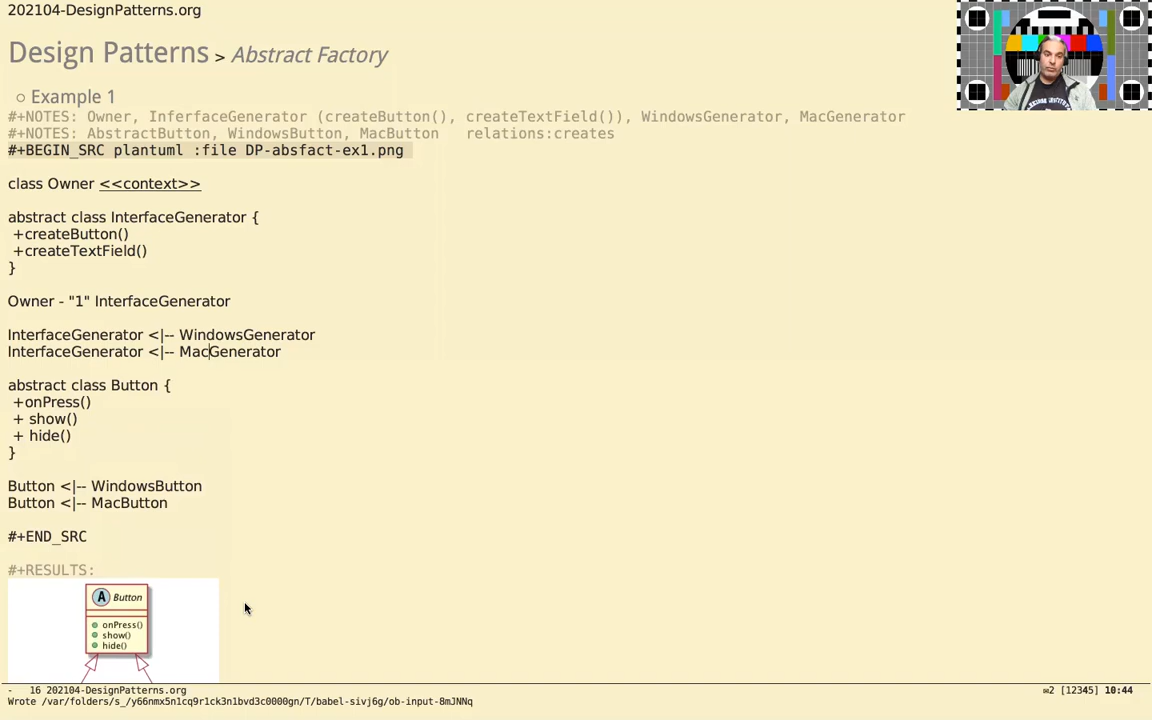 202104-DesignPatterns.org
Design Patterns > Abstract Factory
○ Example 1
#+NOTES: Owner, InferfaceGenerator (createButton(), createTextField()), WindowsGenerator, MacGenerator
#+NOTES: AbstractButton, WindowsButton, MacButton   relations:creates
#+BEGIN_SRC plantuml :file DP-absfact-ex1.png
class Owner <<context>>
abstract class InterfaceGenerator {
+createButton()
+createTextField()
}
Owner - "1" InterfaceGenerator
InterfaceGenerator <|-- WindowsGenerator
InterfaceGenerator <|-- MacGenerator
abstract class Button {
+onPress()
+ show()
+ hide()
}
Button <|-- WindowsButton
Button <|-- MacButton
#+END_SRC
#+RESULTS:
A Button
onPress()
show()
hide()
-   16 202104-DesignPatterns.org   ✉2 [12345] 10:44
Wrote /var/folders/s_/y66nmx5n1cq9r1ck3n1bvd3c0000gn/T/babel-sivj6g/ob-input-8mJNNq